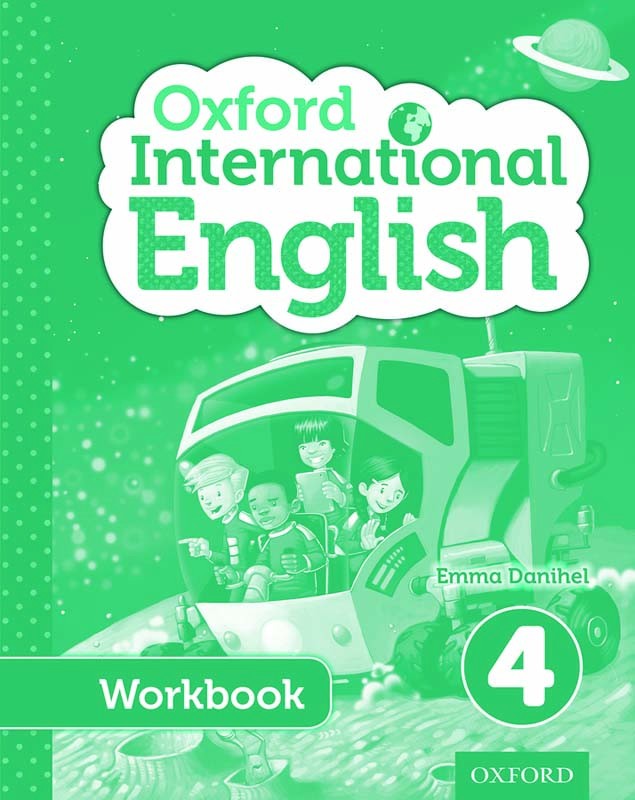 Oxford
International
English
Emma Danihel
4
Workbook
OXFORD